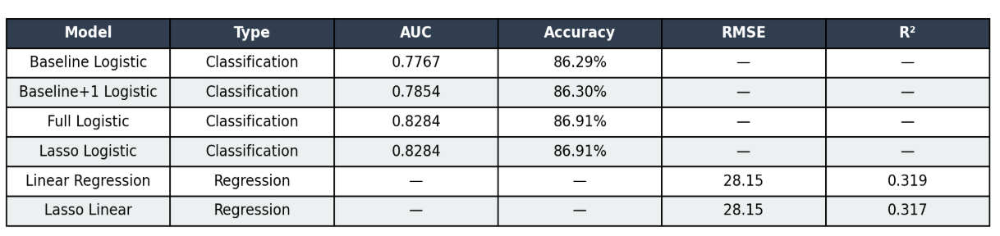 Model Type AUC Accuracy RMSE R²
Baseline Logistic Classification 0.7767 86.29% — —
Baseline+1 Logistic Classification 0.7854 86.30% — —
Full Logistic Classification 0.8284 86.91% — —
Lasso Logistic Classification 0.8284 86.91% — —
Linear Regression Regression — — 28.15 0.319
Lasso Linear Regression — — 28.15 0.317